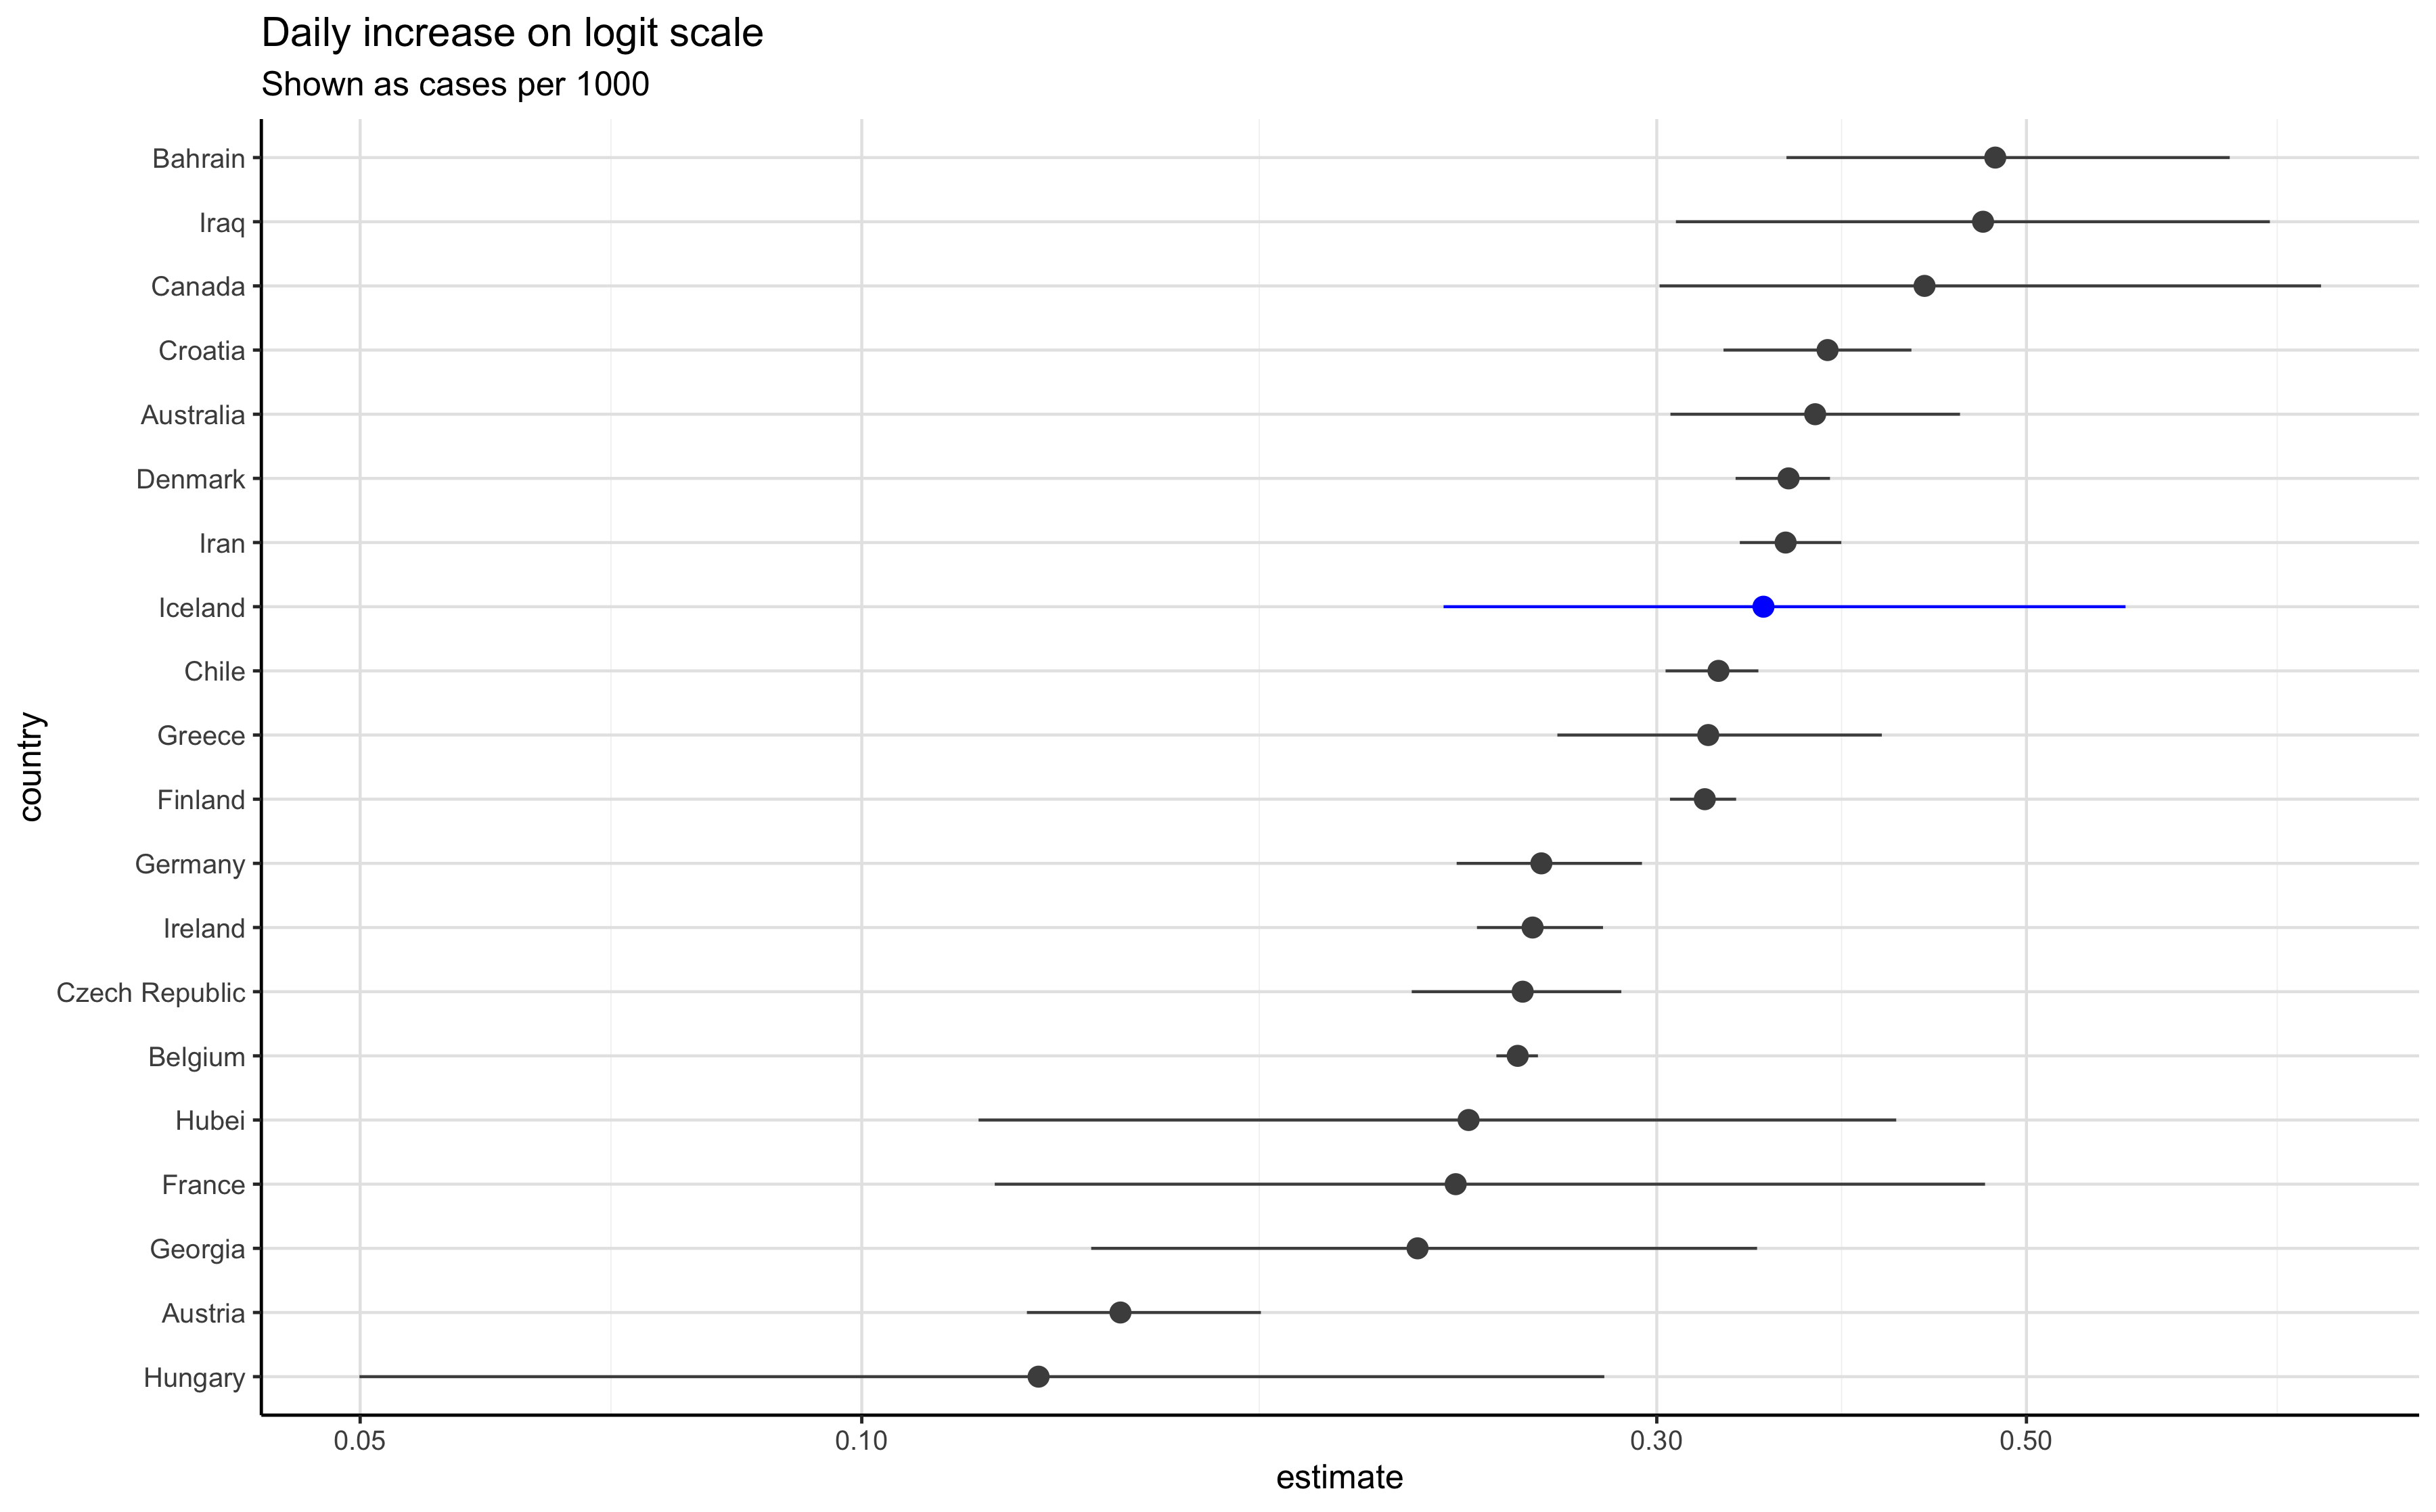 Daily increase on logit scale
Shown as cases per 1000
country
Bahrain
Iraq
Canada
Croatia
Australia
Denmark
Iran
Iceland
Chile
Greece
Finland
Germany
Ireland
Czech Republic
Belgium
Hubei
France
Georgia
Austria
Hungary
0.05 0.10 0.30 0.50
estimate